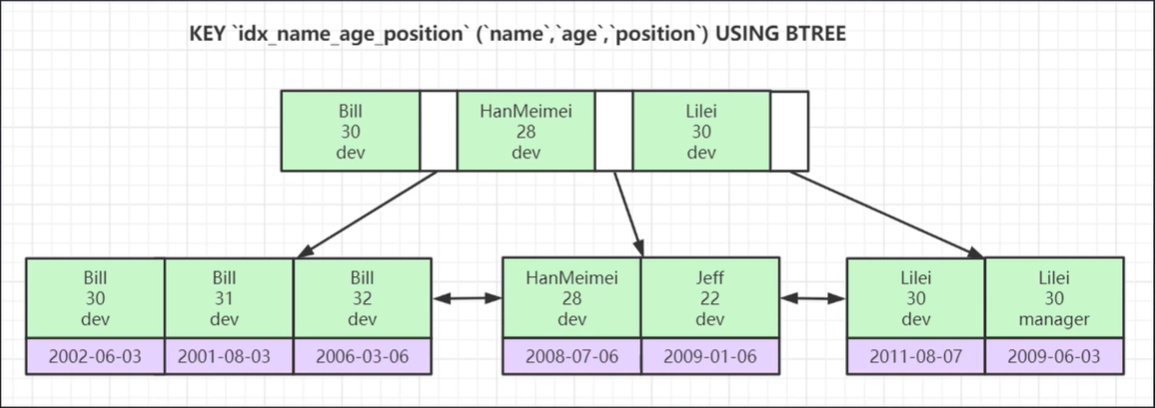 KEY `idx_name_age_position` (`name`,`age`,`position`) USING BTREE
Bill
30
dev
HanMeimei
28
dev
Lilei
30
dev
Bill
30
dev
2002-06-03
Bill
31
dev
2001-08-03
Bill
32
dev
2006-03-06
HanMeimei
28
dev
2008-07-06
Jeff
22
dev
2009-01-06
Lilei
30
dev
2011-08-07
Lilei
30
manager
2009-06-03